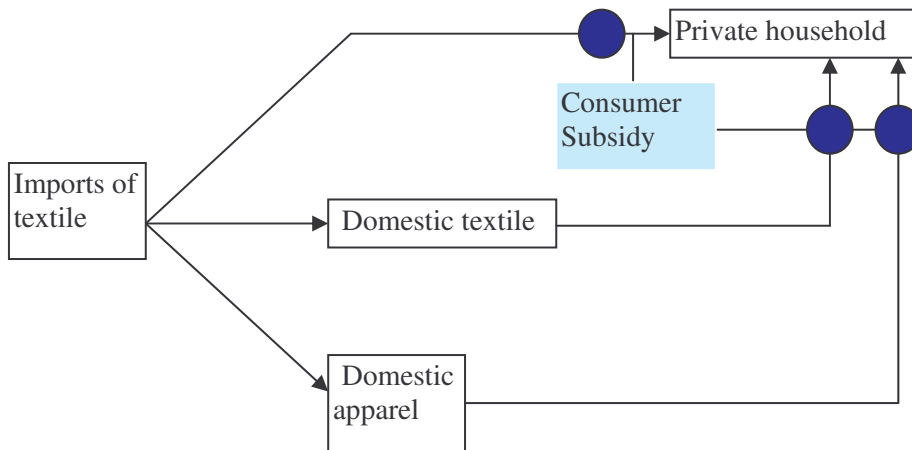 Private household
Consumer
Subsidy
Imports of
textile
Domestic textile
Domestic
apparel